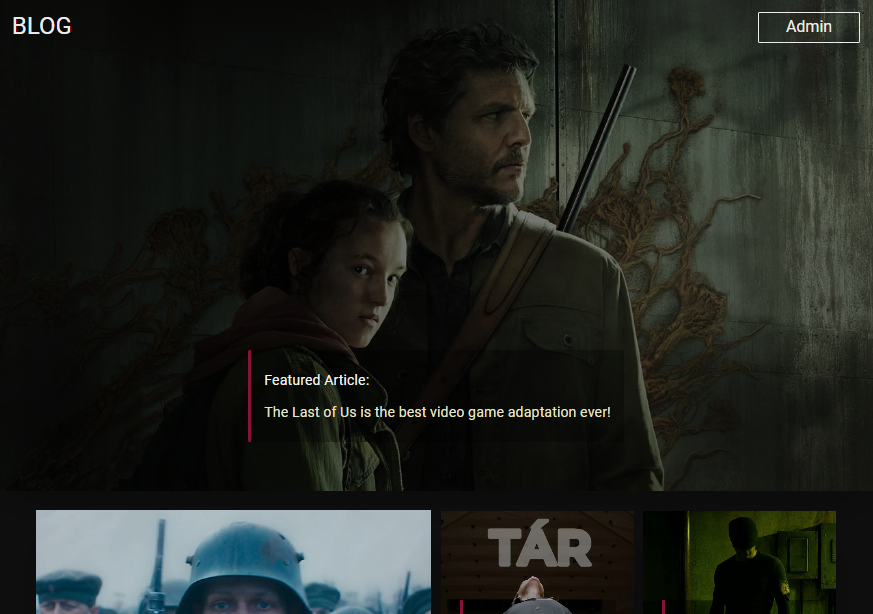 BLOG
Admin
Featured Article:
The Last of Us is the best video game adaptation ever!
TÁR